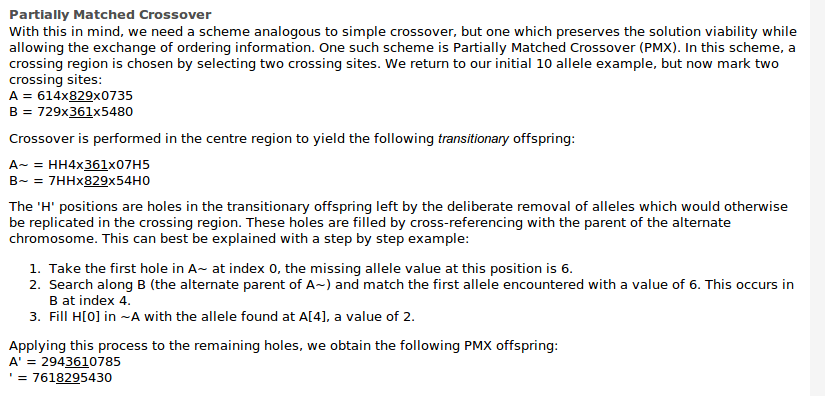 Partially Matched Crossover
With this in mind, we need a scheme analogous to simple crossover, but one which preserves the solution viability while
allowing the exchange of ordering information. One such scheme is Partially Matched Crossover (PMX). In this scheme, a
crossing region is chosen by selecting two crossing sites. We return to our initial 10 allele example, but now mark two
crossing sites:
A = 614x829x0735
B = 729x361x5480
Crossover is performed in the centre region to yield the following transitionary offspring:
A~ = HH4x361x07H5
B~ = 7HHx829x54H0
The 'H' positions are holes in the transitionary offspring left by the deliberate removal of alleles which would otherwise
be replicated in the crossing region. These holes are filled by cross-referencing with the parent of the alternate
chromosome. This can best be explained with a step by step example:
1. Take the first hole in A~ at index 0, the missing allele value at this position is 6.
2. Search along B (the alternate parent of A~) and match the first allele encountered with a value of 6. This occurs in
B at index 4.
3. Fill H[0] in ~A with the allele found at A[4], a value of 2.
Applying this process to the remaining holes, we obtain the following PMX offspring:
A' = 2943610785
' = 7618295430